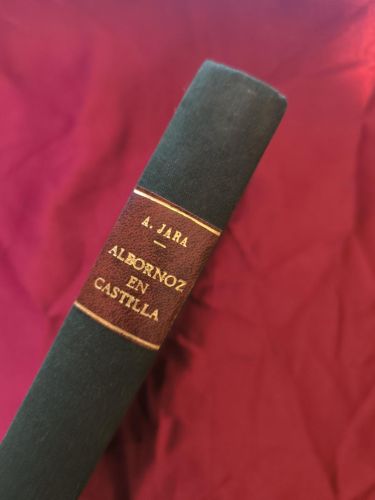 A. JARA
—
ALBORNOZ
EN
CASTILLA